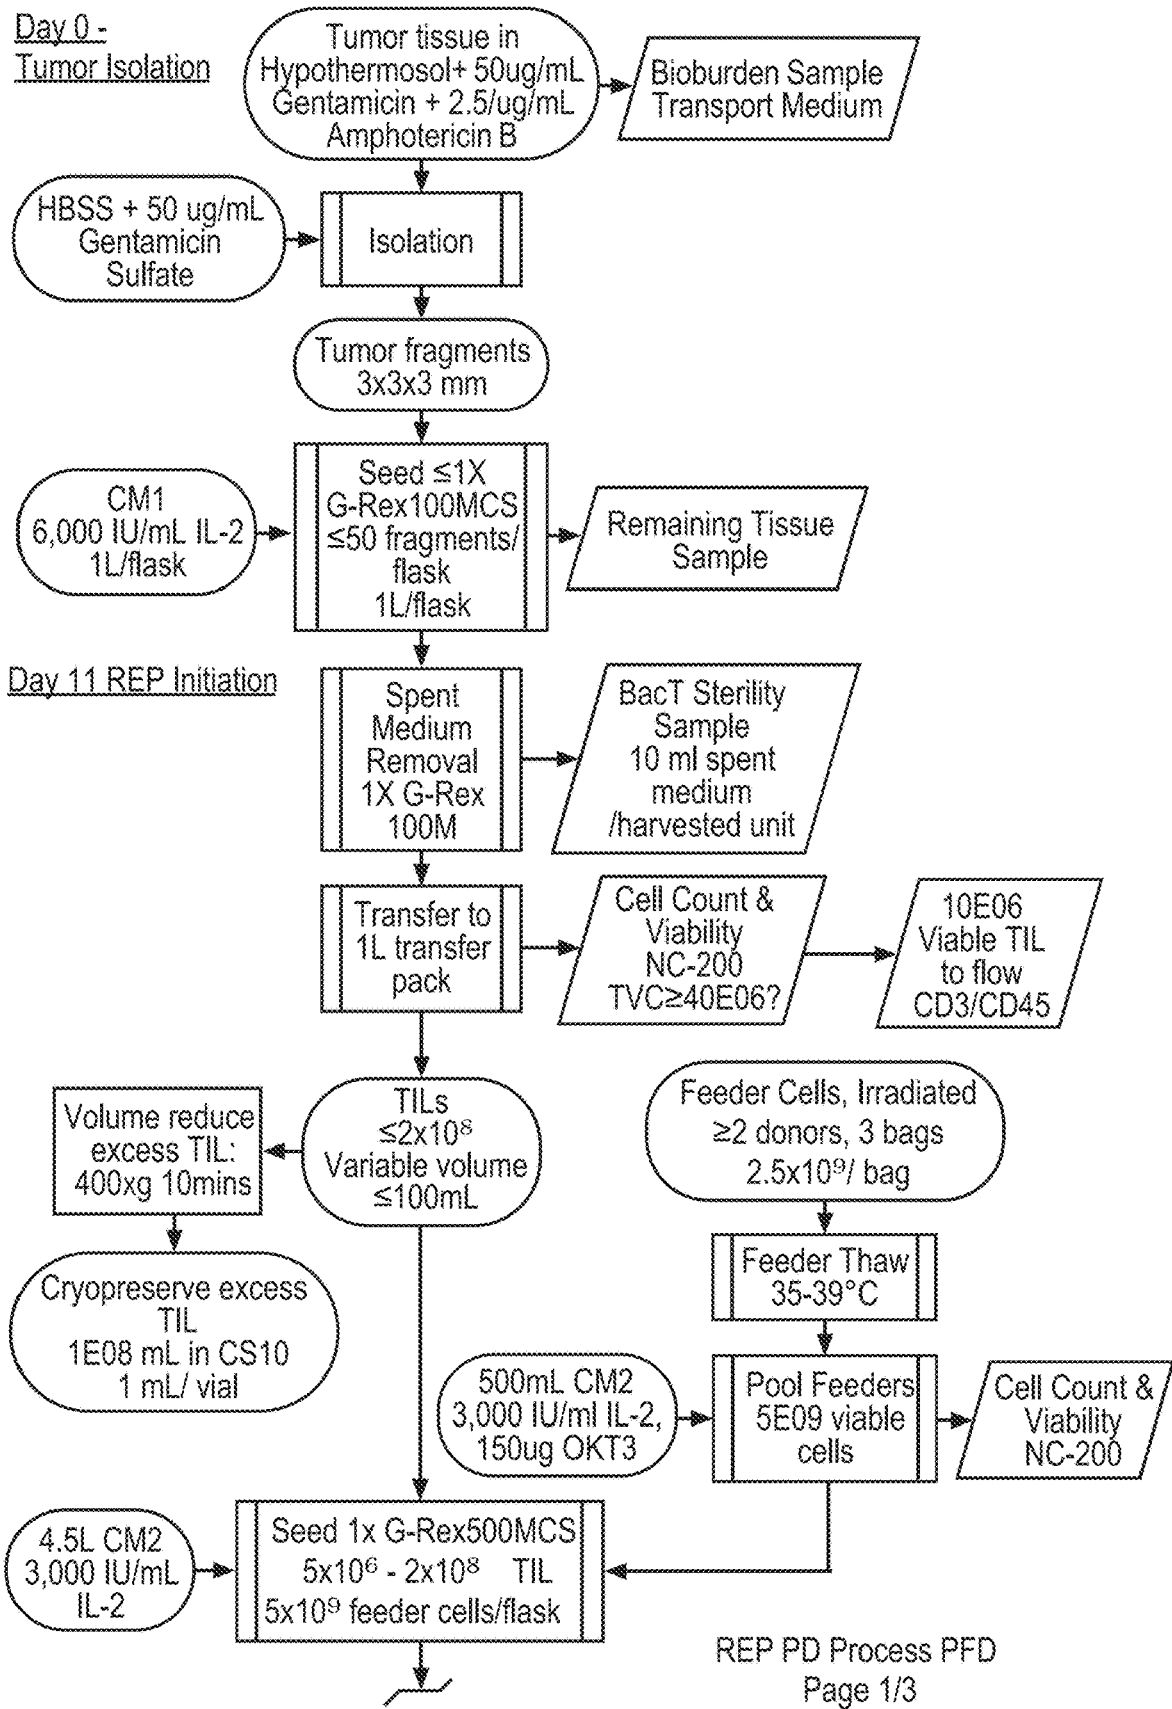 Day 0 -
Tumor Isolation
Tumor tissue in
Hypothermosol+ 50ug/mL
Gentamicin + 2.5/ug/mL
Amphotericin B
Bioburden Sample
Transport Medium
HBSS + 50 ug/mL
Gentamicin
Sulfate
Isolation
Tumor fragments
3x3x3 mm
CM1
6,000 IU/mL IL-2
1L/flask
Seed ≤1X
G-Rex100MCS
≤50 fragments/
flask
1L/flask
Remaining Tissue
Sample
Day 11 REP Initiation
Spent
Medium
Removal
1X G-Rex
100M
BacT Sterility
Sample
10 ml spent
medium
/harvested unit
Transfer to
1L transfer
pack
Cell Count &
Viability
NC-200
TVC≥40E06?
10E06
Viable TIL
to flow
CD3/CD45
Volume reduce
excess TIL:
400xg 10mins
TILs
≤2x10⁸
Variable volume
≤100mL
Feeder Cells, Irradiated
≥2 donors, 3 bags
2.5x10⁹/ bag
Cryopreserve excess
TIL
1E08 mL in CS10
1 mL/ vial
Feeder Thaw
35-39°C
500mL CM2
3,000 IU/ml IL-2,
150ug OKT3
Pool Feeders
5E09 viable
cells
Cell Count &
Viability
NC-200
4.5L CM2
3,000 IU/mL
IL-2
Seed 1x G-Rex500MCS
5x10⁶ - 2x10⁸ TIL
5x10⁹ feeder cells/flask
REP PD Process PFD
Page 1/3